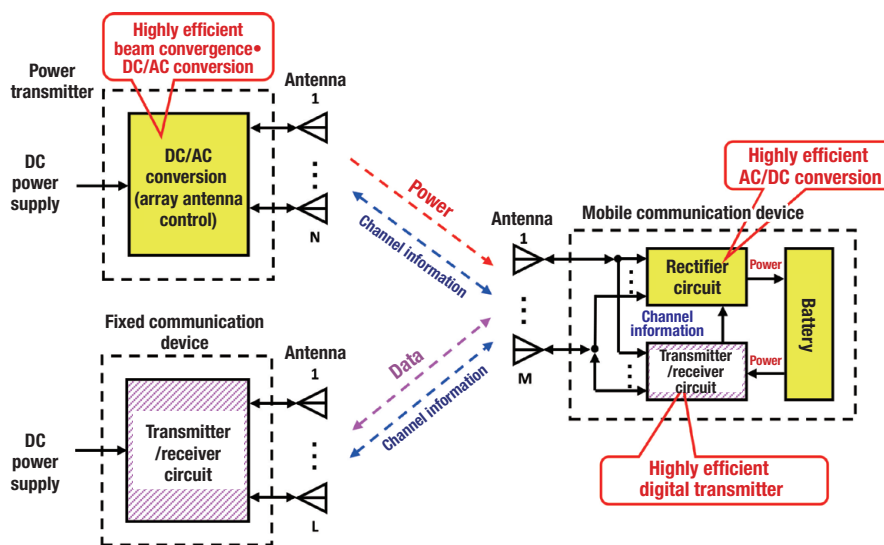 Highly efficient
beam convergence•
DC/AC conversion
Power
transmitter
Antenna
1
DC
power
supply
DC/AC
conversion
(array antenna
control)
N
Power
Channel information
Highly efficient
AC/DC conversion
Antenna
1
Mobile communication device
Rectifier
circuit
Power
Battery
Channel
information
Transmitter
/receiver
circuit
Power
M
Highly efficient
digital transmitter
Fixed communication
device
Antenna
1
Data
Channel information
DC
power
supply
Transmitter
/receiver
circuit
L